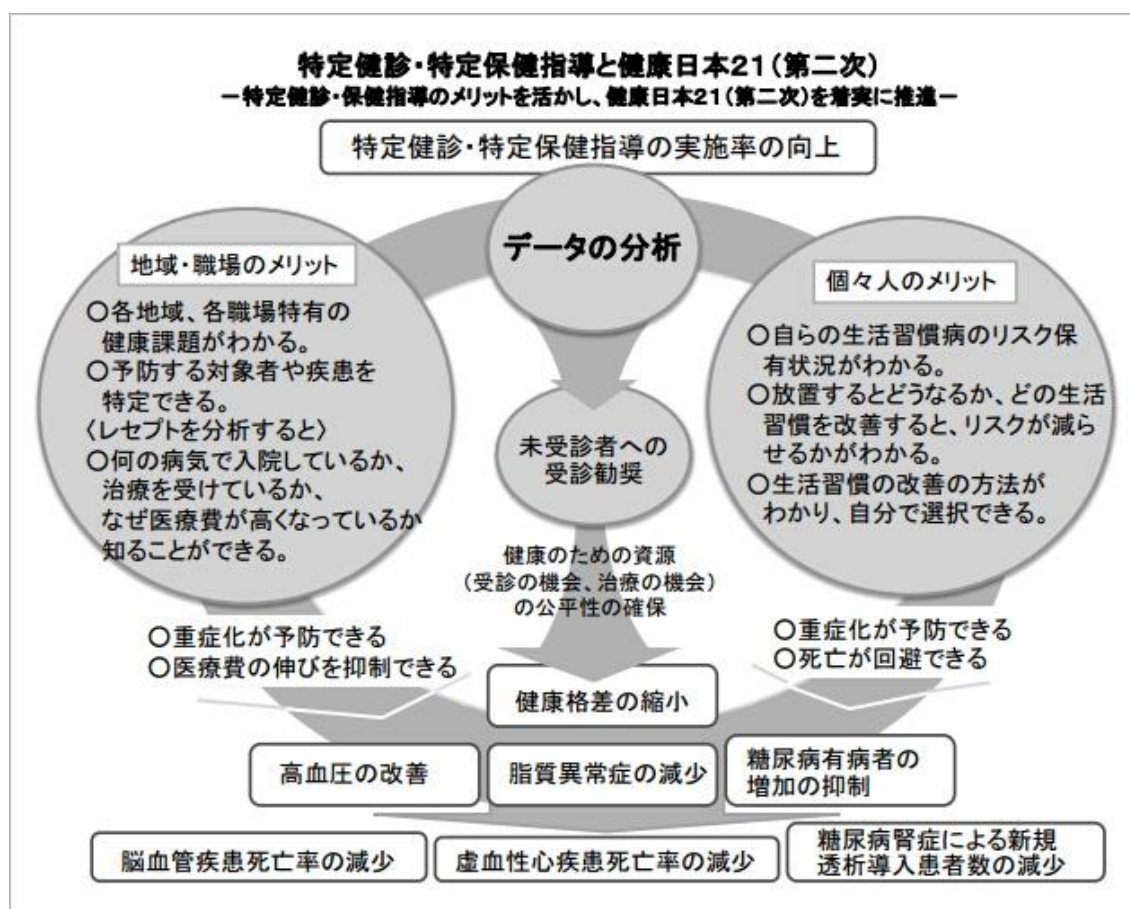 特定健診・特定保健指導と健康日本21(第二次)
－特定健診・保健指導のメリットを活かし、健康日本21(第二次)を着実に推進－
特定健診・特定保健指導の実施率の向上
データの分析
地域・職場のメリット
○各地域、各職場特有の
健康課題がわかる。
○予防する対象者や疾患を
特定できる。
〈レセプトを分析すると〉
○何の病気で入院しているか、
治療を受けているか、
なぜ医療費が高くなっているか
知ることができる。
個々人のメリット
○自らの生活習慣病のリスク保
有状況がわかる。
○放置するとどうなるか、どの生活
習慣を改善すると、リスクが減ら
せるかがわかる。
○生活習慣の改善の方法が
わかり、自分で選択できる。
未受診者への
受診勧奨
健康のための資源
(受診の機会、治療の機会)
の公平性の確保
○重症化が予防できる
○医療費の伸びを抑制できる
○重症化が予防できる
○死亡が回避できる
健康格差の縮小
高血圧の改善
脂質異常症の減少
糖尿病有病者の
増加の抑制
脳血管疾患死亡率の減少
虚血性心疾患死亡率の減少
糖尿病腎症による新規
透析導入患者数の減少